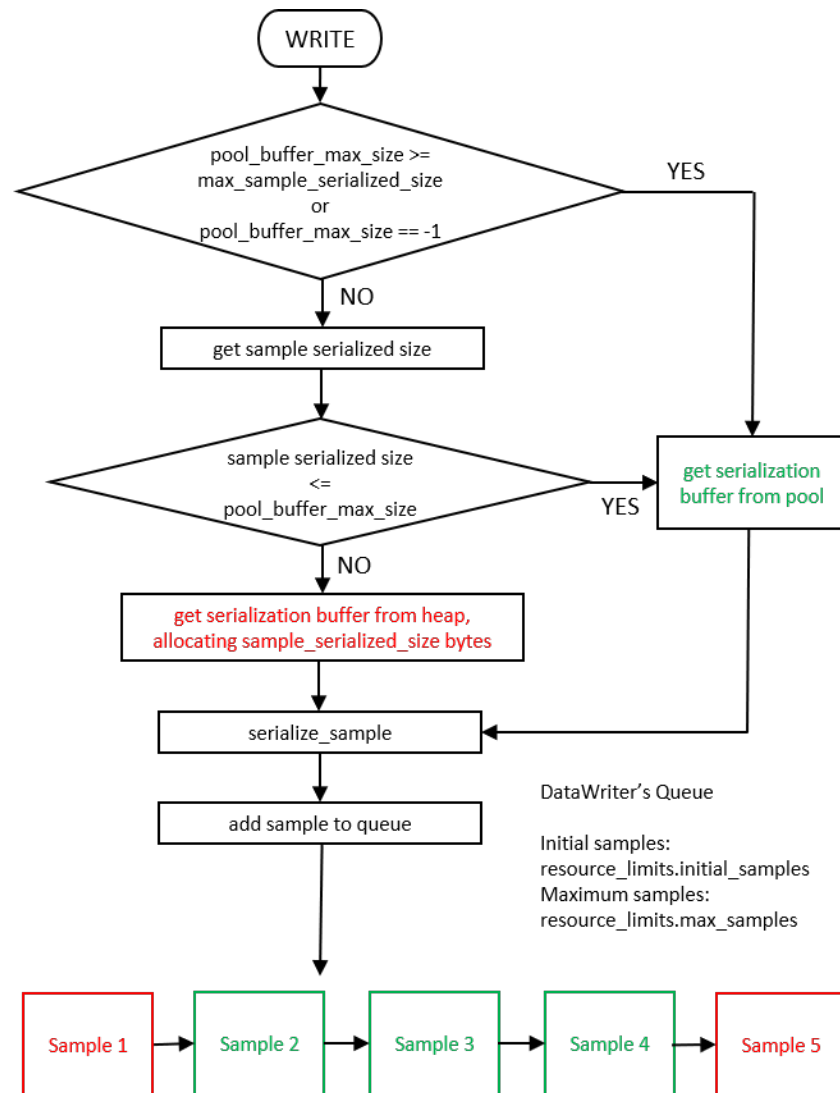 WRITE
pool_buffer_max_size >=
max_sample_serialized_size
or
pool_buffer_max_size == -1
YES
NO
get sample serialized size
sample serialized size
<=
pool_buffer_max_size
YES
get serialization
buffer from pool
NO
get serialization buffer from heap,
allocating sample_serialized_size bytes
serialize_sample
add sample to queue
DataWriter’s Queue
Initial samples:
resource_limits.initial_samples
Maximum samples:
resource_limits.max_samples
Sample 1
Sample 2
Sample 3
Sample 4
Sample 5